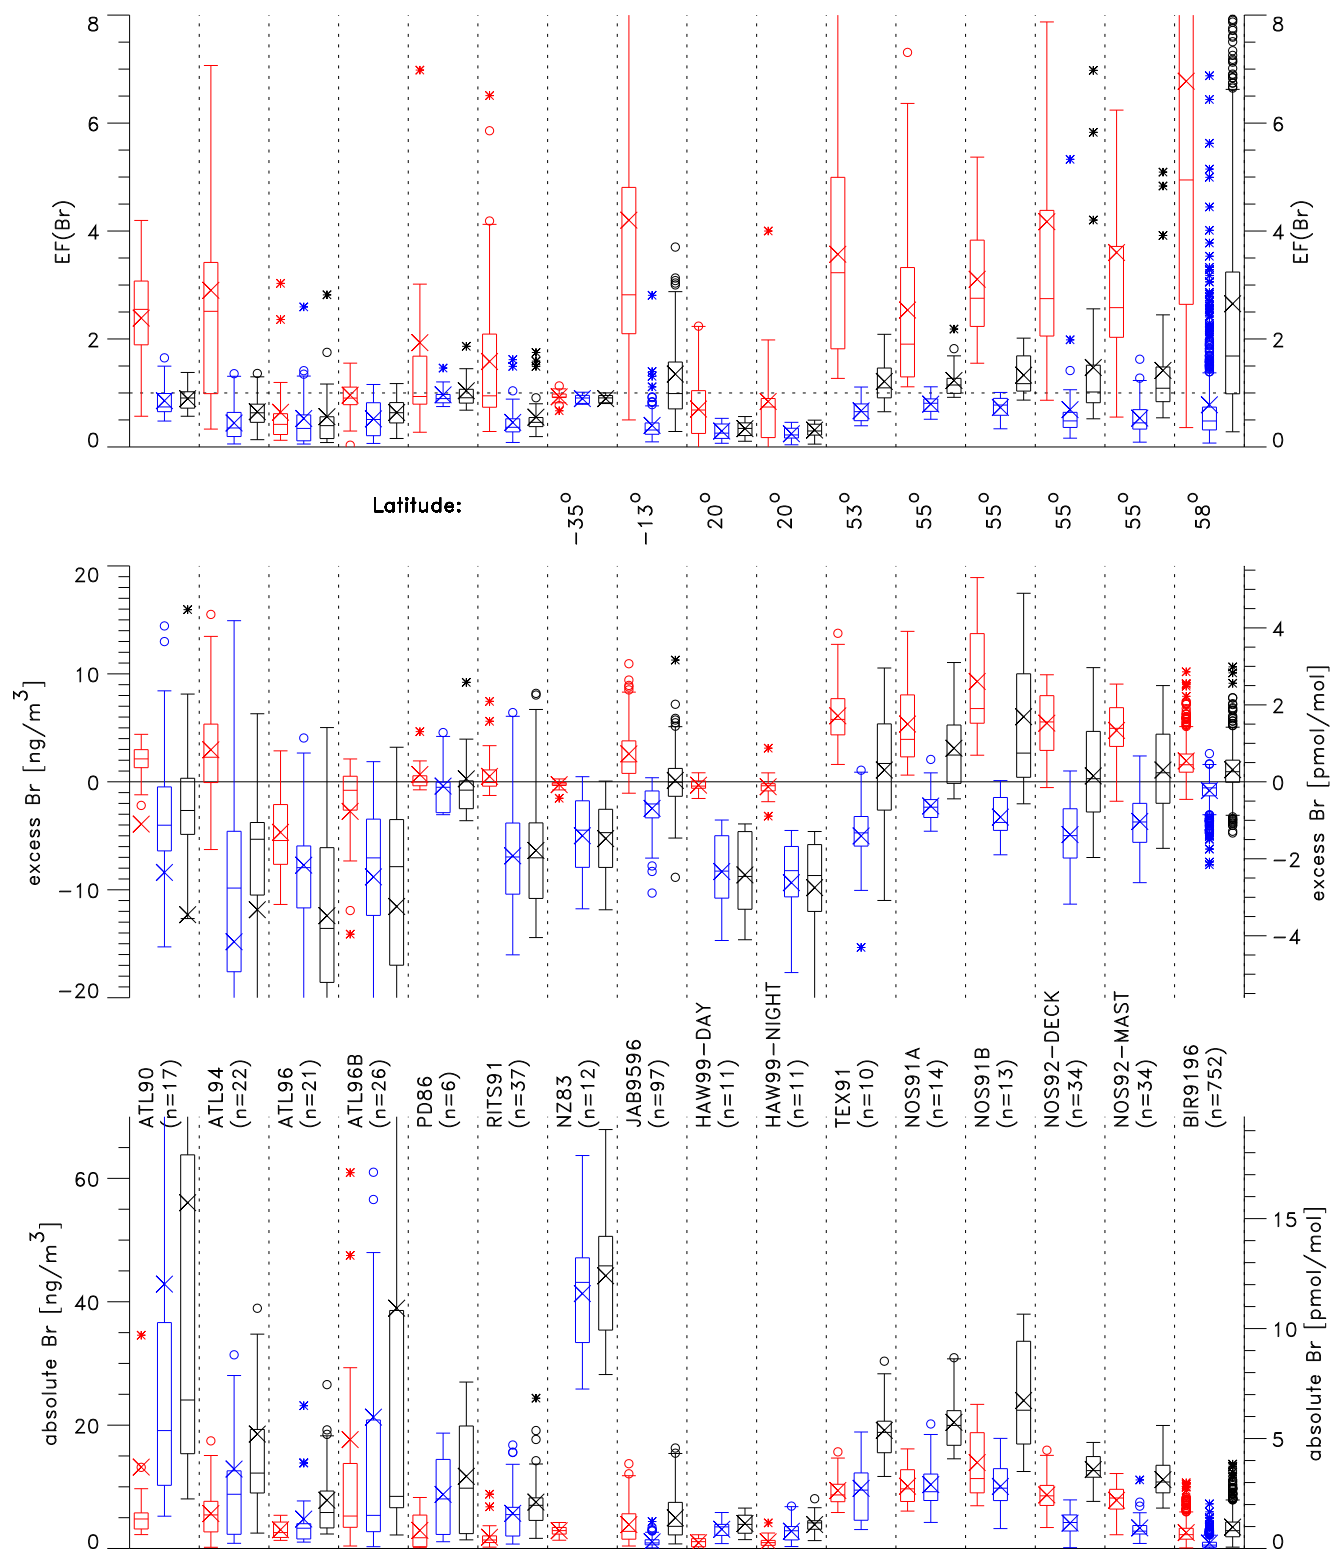 8 8
6 6
EF(Br) EF(Br)
4 4
2 2
0 0
Latitude: -35° -13° 20° 20° 53° 55° 55° 55° 55° 58°
20
4
10
2
excess Br [ng/m³] excess Br [pmol/mol]
0 0
-2
-10
-4
-20
ATL90 (n=17)
ATL94 (n=22)
ATL96 (n=21)
ATL96B (n=26)
PD86 (n=6)
RITS91 (n=37)
NZ83 (n=12)
JAB9596 (n=97)
HAW99-DAY (n=11)
HAW99-NIGHT (n=11)
TEX91 (n=10)
NOS91A (n=14)
NOS91B (n=13)
NOS92-DECK (n=34)
NOS92-MAST (n=34)
BIR9196 (n=752)
60
15
absolute Br [ng/m³] absolute Br [pmol/mol]
40
10
20
5
0 0